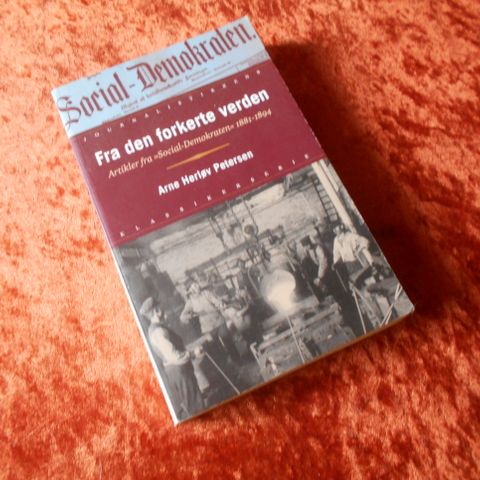 Social-Demokraten.
JOURNALISTIKKENS
Fra den forkerte verden
Artikler fra »Social-Demokraten« 1881-1894
Arne Herløv Petersen
KLASSIKERSERIE